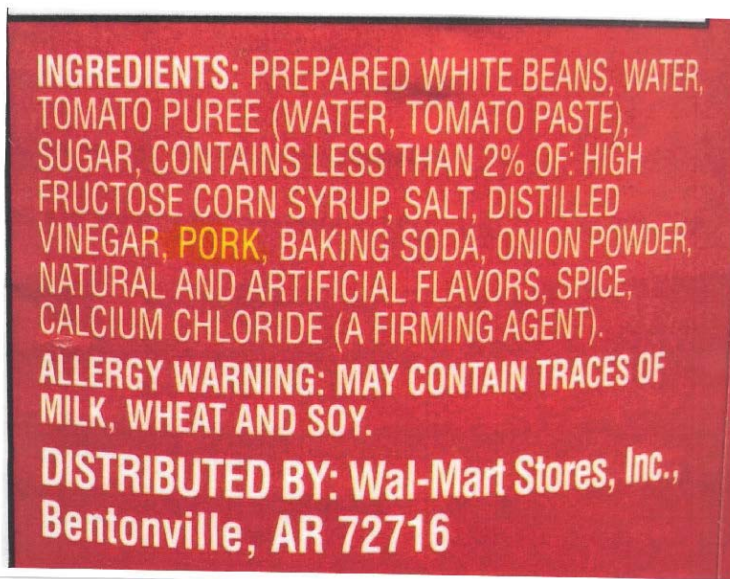 INGREDIENTS: PREPARED WHITE BEANS, WATER,
TOMATO PUREE (WATER, TOMATO PASTE),
SUGAR, CONTAINS LESS THAN 2% OF: HIGH
FRUCTOSE CORN SYRUP, SALT, DISTILLED
VINEGAR, PORK, BAKING SODA, ONION POWDER,
NATURAL AND ARTIFICIAL FLAVORS, SPICE,
CALCIUM CHLORIDE (A FIRMING AGENT).
ALLERGY WARNING: MAY CONTAIN TRACES OF
MILK, WHEAT AND SOY.
DISTRIBUTED BY: Wal-Mart Stores, Inc.,
Bentonville, AR 72716